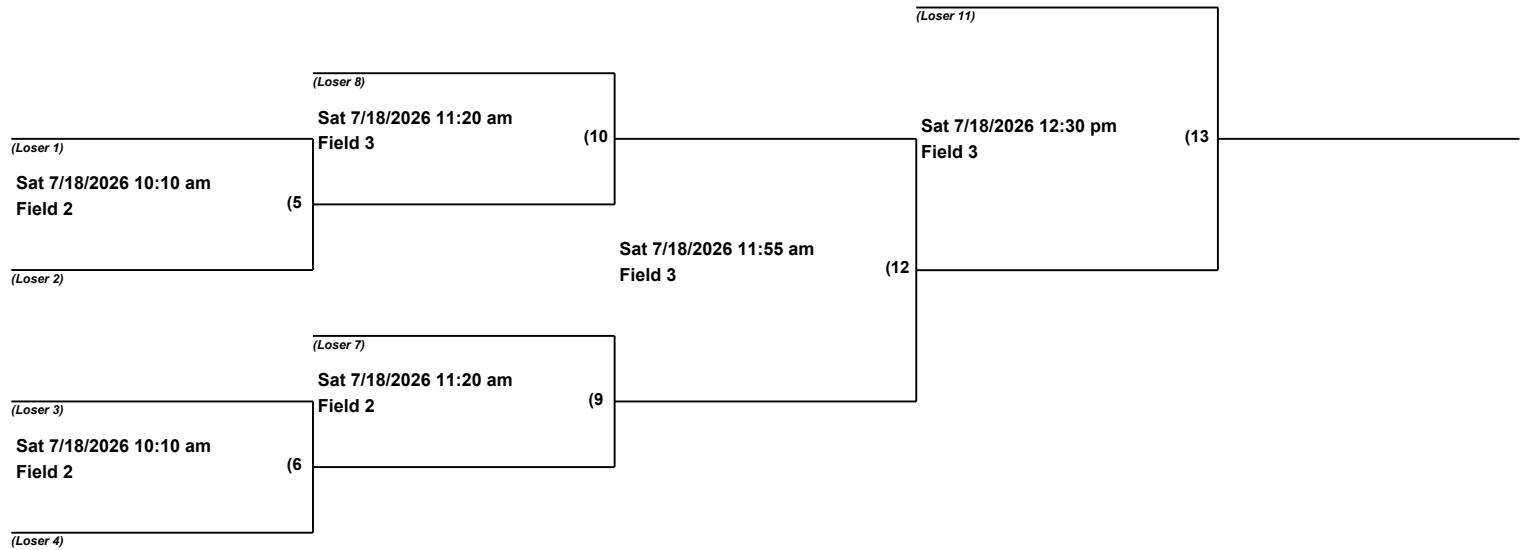 (Loser 11)
(Loser 8)
Sat 7/18/2026 11:20 am
Field 3
(10
Sat 7/18/2026 12:30 pm
Field 3
(13
(Loser 1)
Sat 7/18/2026 10:10 am
Field 2
(5
(Loser 2)
Sat 7/18/2026 11:55 am
Field 3
(12
(Loser 7)
Sat 7/18/2026 11:20 am
Field 2
(9
(Loser 3)
Sat 7/18/2026 10:10 am
Field 2
(6
(Loser 4)